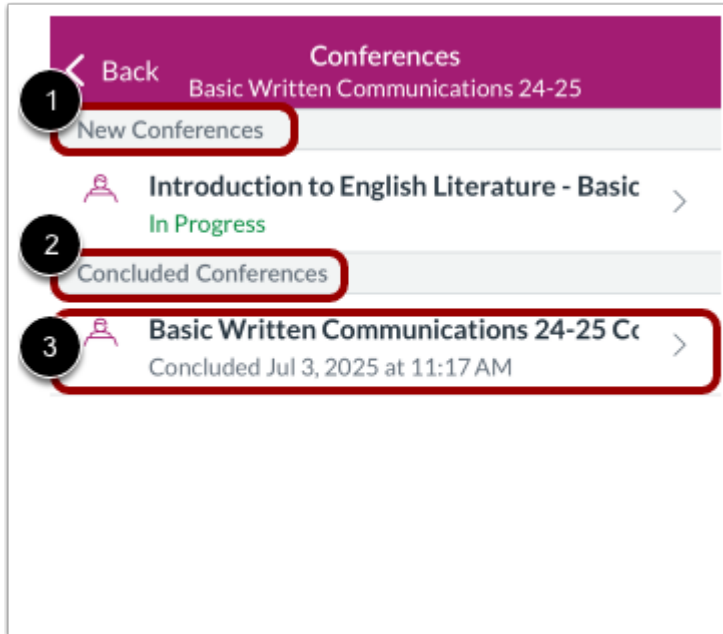 Back
Conferences
Basic Written Communications 24-25
1
New Conferences
Introduction to English Literature - Basic
In Progress
2
Concluded Conferences
3
Basic Written Communications 24-25
Concluded Jul 3, 2025 at 11:17 AM